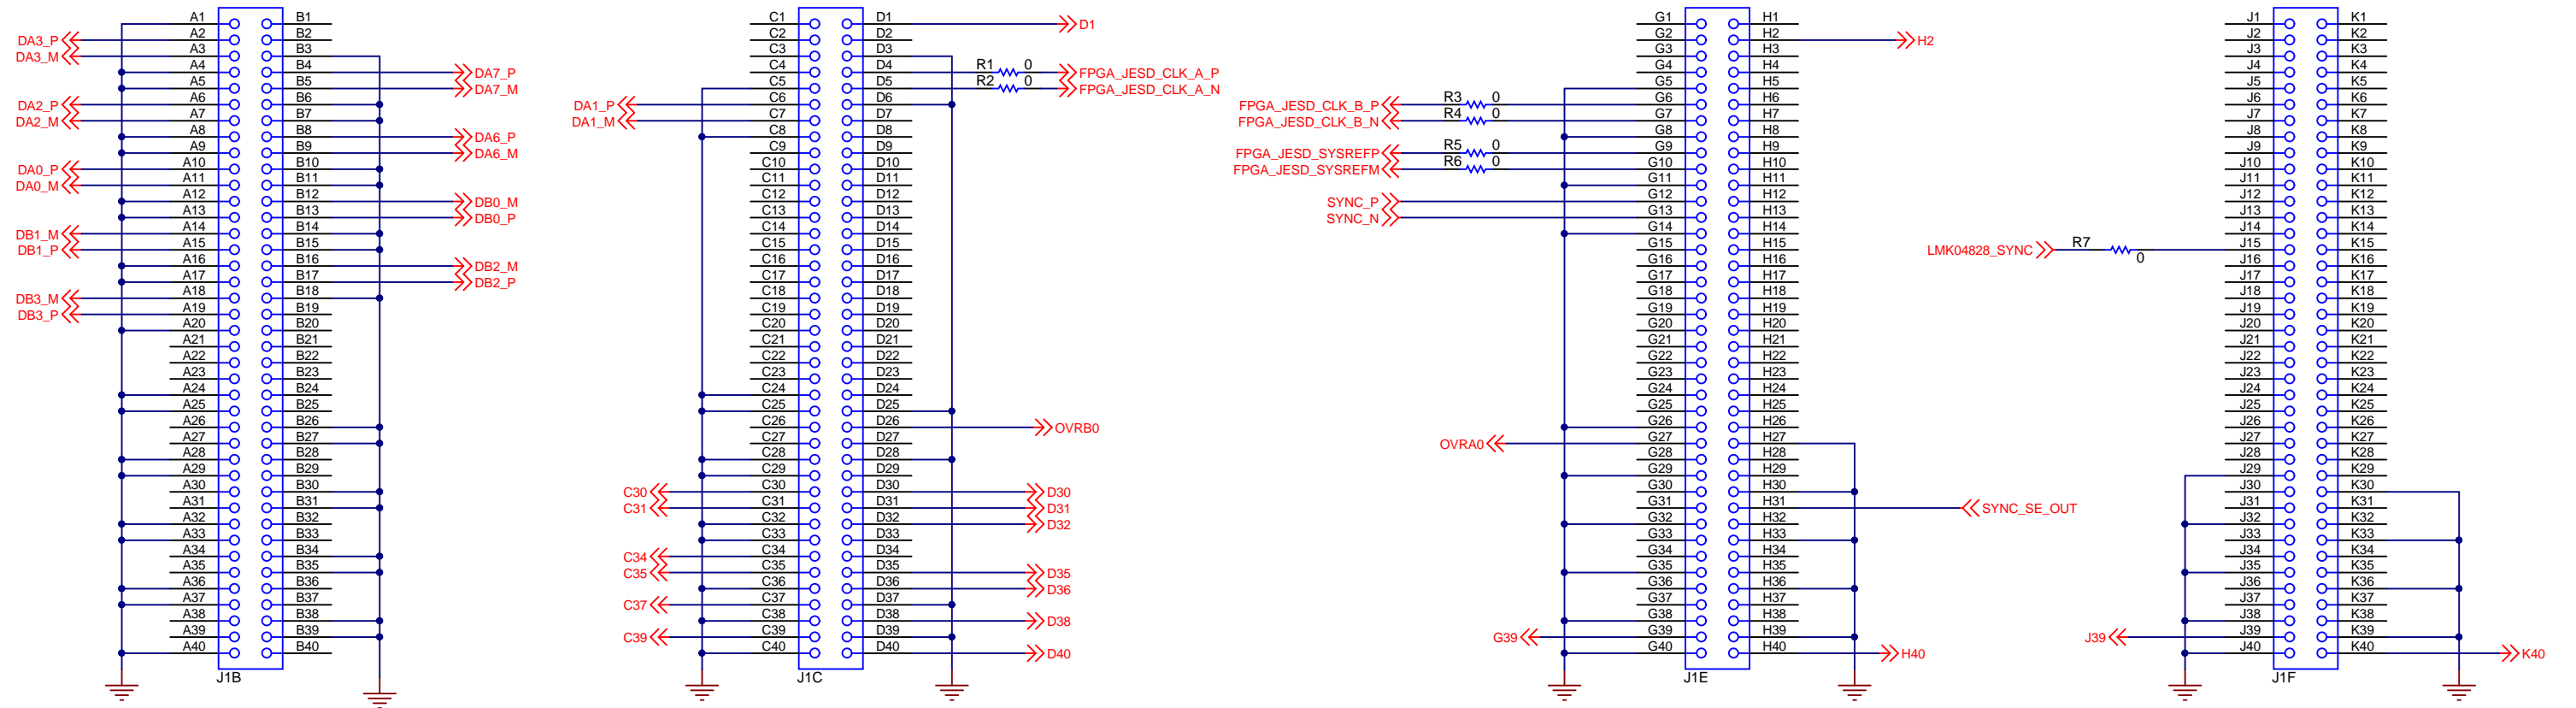 A1 B1 C1 D1 D1 G1 H1 J1 K1
DA3_P A2 B2 C2 D2 G2 H2 H2 J2 K2
DA3_M A3 B3 C3 D3 G3 H3 J3 K3
A4 B4 DA7_P C4 D4 R1 0 FPGA_JESD_CLK_A_P G4 H4 J4 K4
A5 B5 DA7_M C5 D5 R2 0 FPGA_JESD_CLK_A_N G5 H5 J5 K5
DA2_P A6 B6 DA1_P C6 D6 FPGA_JESD_CLK_B_P R3 0 G6 H6 J6 K6
DA2_M A7 B7 DA1_M C7 D7 FPGA_JESD_CLK_B_N R4 0 G7 H7 J7 K7
A8 B8 DA6_P C8 D8 G8 H8 J8 K8
A9 B9 DA6_M C9 D9 FPGA_JESD_SYSREFP R5 0 G9 H9 J9 K9
DA0_P A10 B10 C10 D10 FPGA_JESD_SYSREFM R6 0 G10 H10 J10 K10
DA0_M A11 B11 C11 D11 G11 H11 J11 K11
A12 B12 DB0_M C12 D12 SYNC_P G12 H12 J12 K12
A13 B13 DB0_P C13 D13 SYNC_N G13 H13 J13 K13
DB1_M A14 B14 C14 D14 G14 H14 J14 K14
DB1_P A15 B15 C15 D15 G15 H15 LMK04828_SYNC R7 0 J15 K15
A16 B16 DB2_M C16 D16 G16 H16 J16 K16
A17 B17 DB2_P C17 D17 G17 H17 J17 K17
DB3_M A18 B18 C18 D18 G18 H18 J18 K18
DB3_P A19 B19 C19 D19 G19 H19 J19 K19
A20 B20 C20 D20 G20 H20 J20 K20
A21 B21 C21 D21 G21 H21 J21 K21
A22 B22 C22 D22 G22 H22 J22 K22
A23 B23 C23 D23 G23 H23 J23 K23
A24 B24 C24 D24 G24 H24 J24 K24
A25 B25 C25 D25 G25 H25 J25 K25
A26 B26 C26 D26 OVRB0 G26 H26 J26 K26
A27 B27 C27 D27 OVRA0 G27 H27 J27 K27
A28 B28 C28 D28 G28 H28 J28 K28
A29 B29 C29 D29 G29 H29 J29 K29
A30 B30 C30 C30 D30 D30 G30 H30 J30 K30
A31 B31 C31 C31 D31 D31 G31 H31 SYNC_SE_OUT J31 K31
A32 B32 C32 D32 D32 G32 H32 J32 K32
A33 B33 C33 D33 G33 H33 J33 K33
A34 B34 C34 C34 D34 G34 H34 J34 K34
A35 B35 C35 C35 D35 D35 G35 H35 J35 K35
A36 B36 C36 D36 D36 G36 H36 J36 K36
A37 B37 C37 C37 D37 G37 H37 J37 K37
A38 B38 C38 D38 D38 G38 H38 J38 K38
A39 B39 C39 C39 D39 G39 G39 H39 J39 J39 K39
A40 B40 C40 D40 D40 G40 H40 H40 J40 K40 K40
J1B J1C J1E J1F